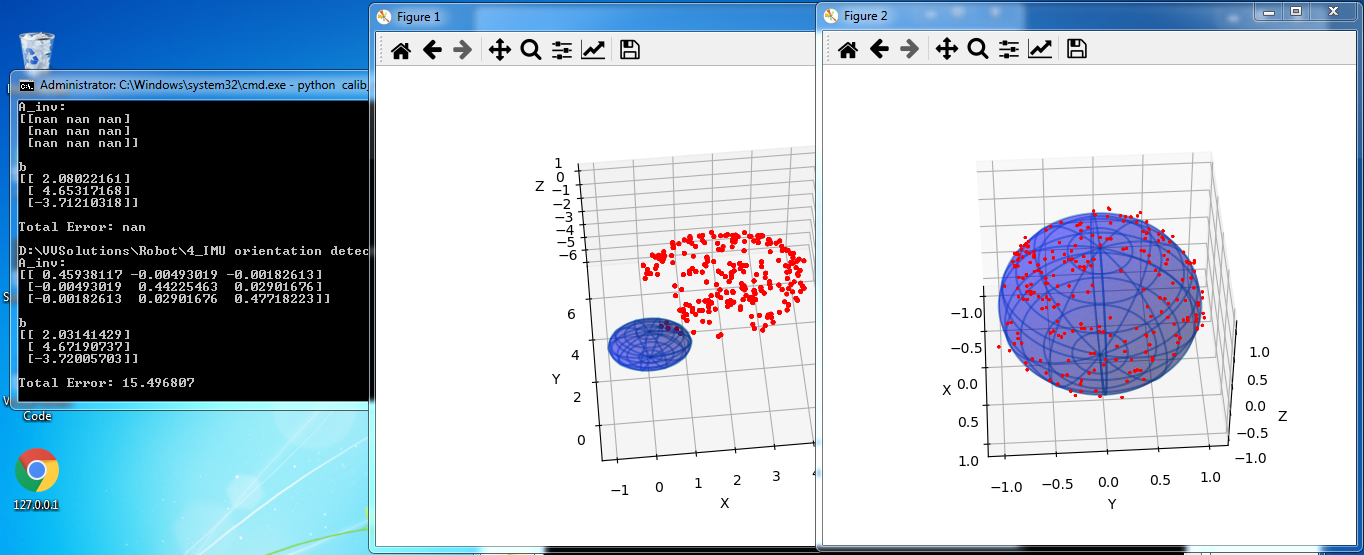 Administrator: C:\Windows\system32\cmd.exe - python calib_
A_inv:
[[nan nan nan]
[nan nan nan]
[nan nan nan]]
b
[[ 2.08022161]
[ 4.65317168]
[-3.71210318]]
Total Error: nan
D:\VVSolutions\Robot\4_IMU orientation detec
A_inv:
[[ 0.45938117 -0.00493019 -0.00182613]
[-0.00493019 0.44225463 0.02901676]
[-0.00182613 0.02901676 0.47718223]]
b
[[ 2.03141429]
[ 4.67190737]
[-3.72005703]]
Total Error: 15.496807
Code
127.0.0.1
Figure 1
1
0
Z
−1
−2
−3
−4
−5
−6
6
4
Y
2
0
−1
0
1
2
3
X
Figure 2
−1.0
−0.5
X
0.0
0.5
1.0
−1.0
−0.5
0.0
0.5
1.0
Y
1.0
0.5
0.0
Z
−0.5
−1.0